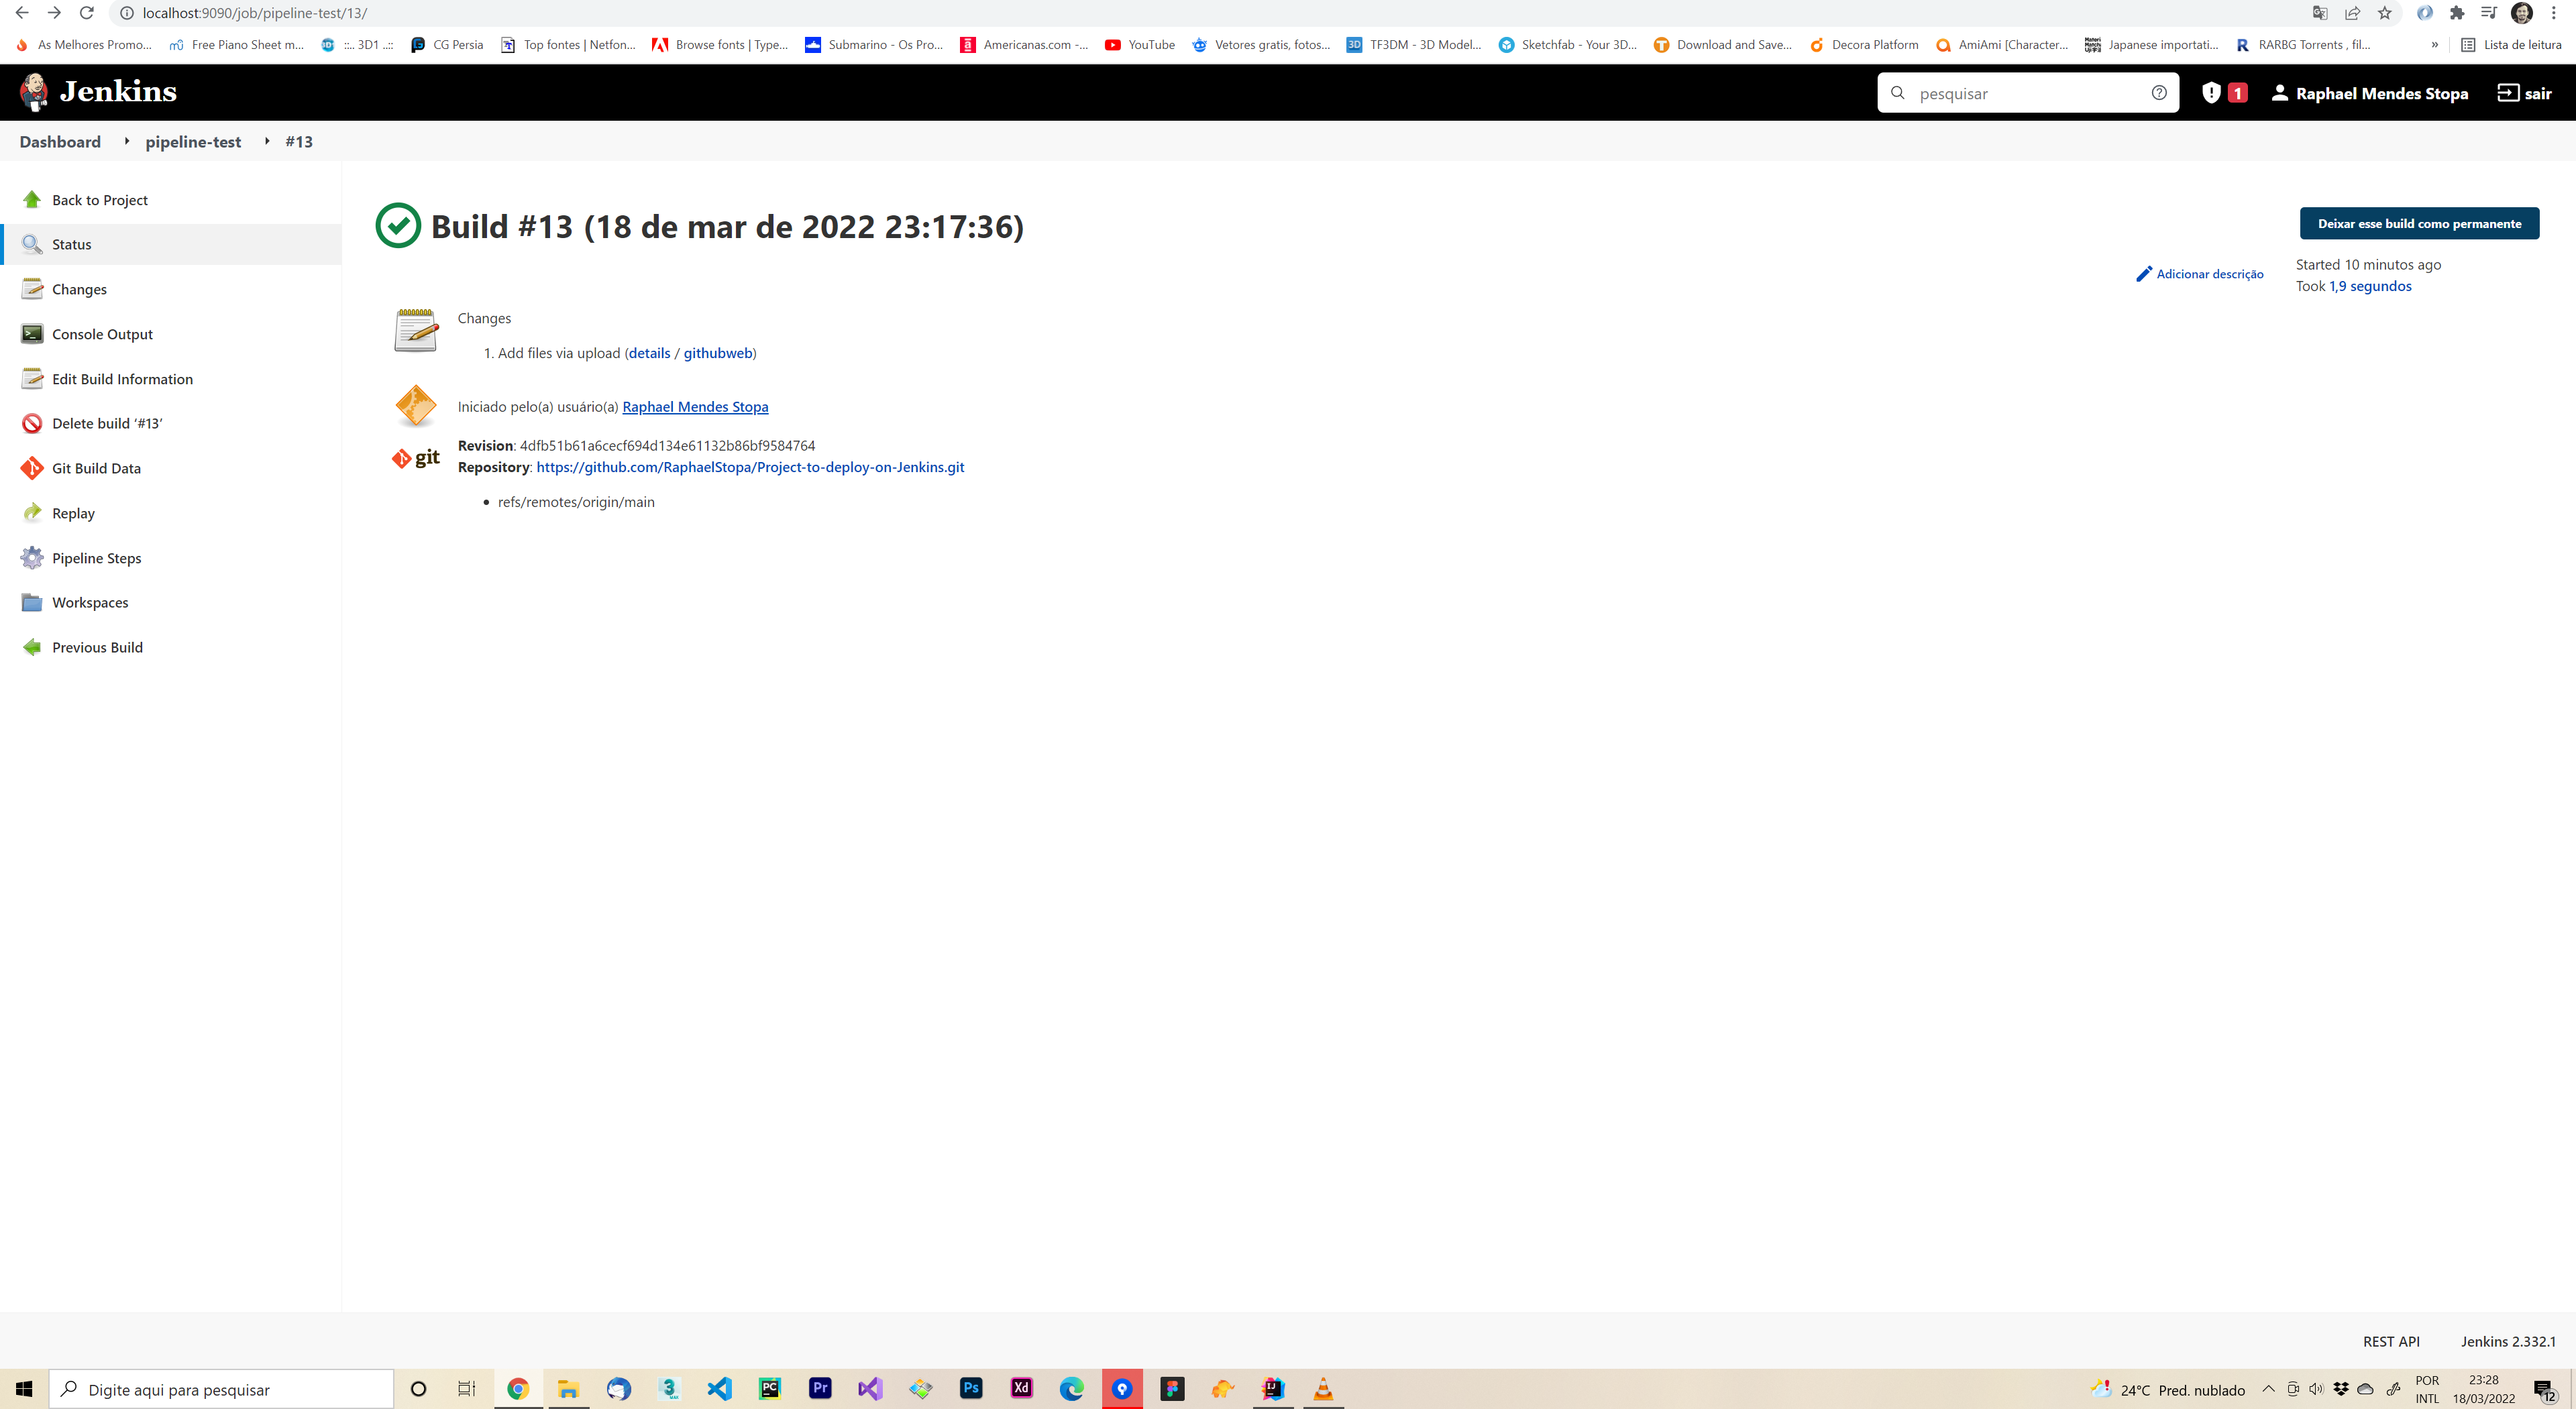 localhost:9090/job/pipeline-test/13/
As Melhores Promo... Free Piano Sheet m... ::.. 3D1 ..:: CG Persia Top fontes | Netfon... Browse fonts | Type... Submarino - Os Pro... Americanas.com -... YouTube Vetores gratis, fotos... TF3DM - 3D Model... Sketchfab - Your 3D... Download and Save... Decora Platform AmiAmi [Character... Japanese importati... RARBG Torrents , fil... » Lista de leitura
Jenkins pesquisar 1 Raphael Mendes Stopa sair
Dashboard pipeline-test #13
Back to Project
Status
Changes
Console Output
Edit Build Information
Delete build ‘#13’
Git Build Data
Replay
Pipeline Steps
Workspaces
Previous Build
Build #13 (18 de mar de 2022 23:17:36)
Deixar esse build como permanente
Adicionar descrição
Started 10 minutos ago
Took 1,9 segundos
Changes
1. Add files via upload (details / githubweb)
Iniciado pelo(a) usuário(a) Raphael Mendes Stopa
git
Revision: 4dfb51b61a6cecf694d134e61132b86bf9584764
Repository: https://github.com/RaphaelStopa/Project-to-deploy-on-Jenkins.git
refs/remotes/origin/main
REST API Jenkins 2.332.1
Digite aqui para pesquisar
24°C Pred. nublado
POR
INTL
23:28
18/03/2022
12